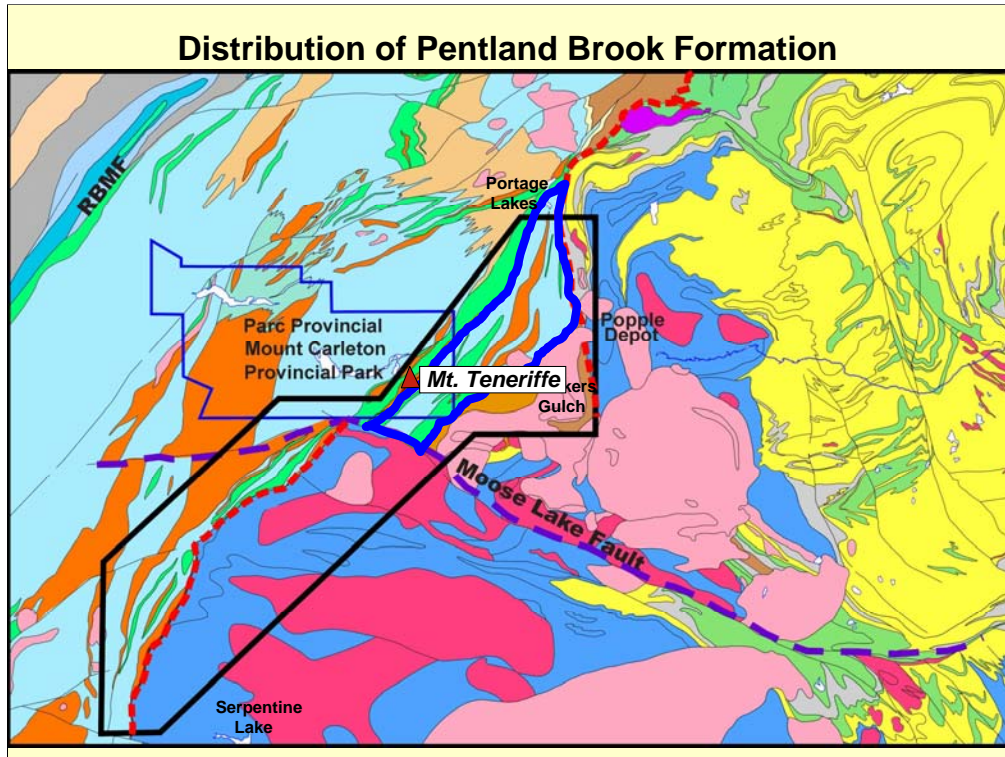 Distribution of Pentland Brook Formation
RBMF
Portage
Lakes
Parc Provincial
Mount Carleton
Provincial Park
Popple
Depot
Mt. Teneriffe
Gulch
Moose Lake Fault
Serpentine
Lake